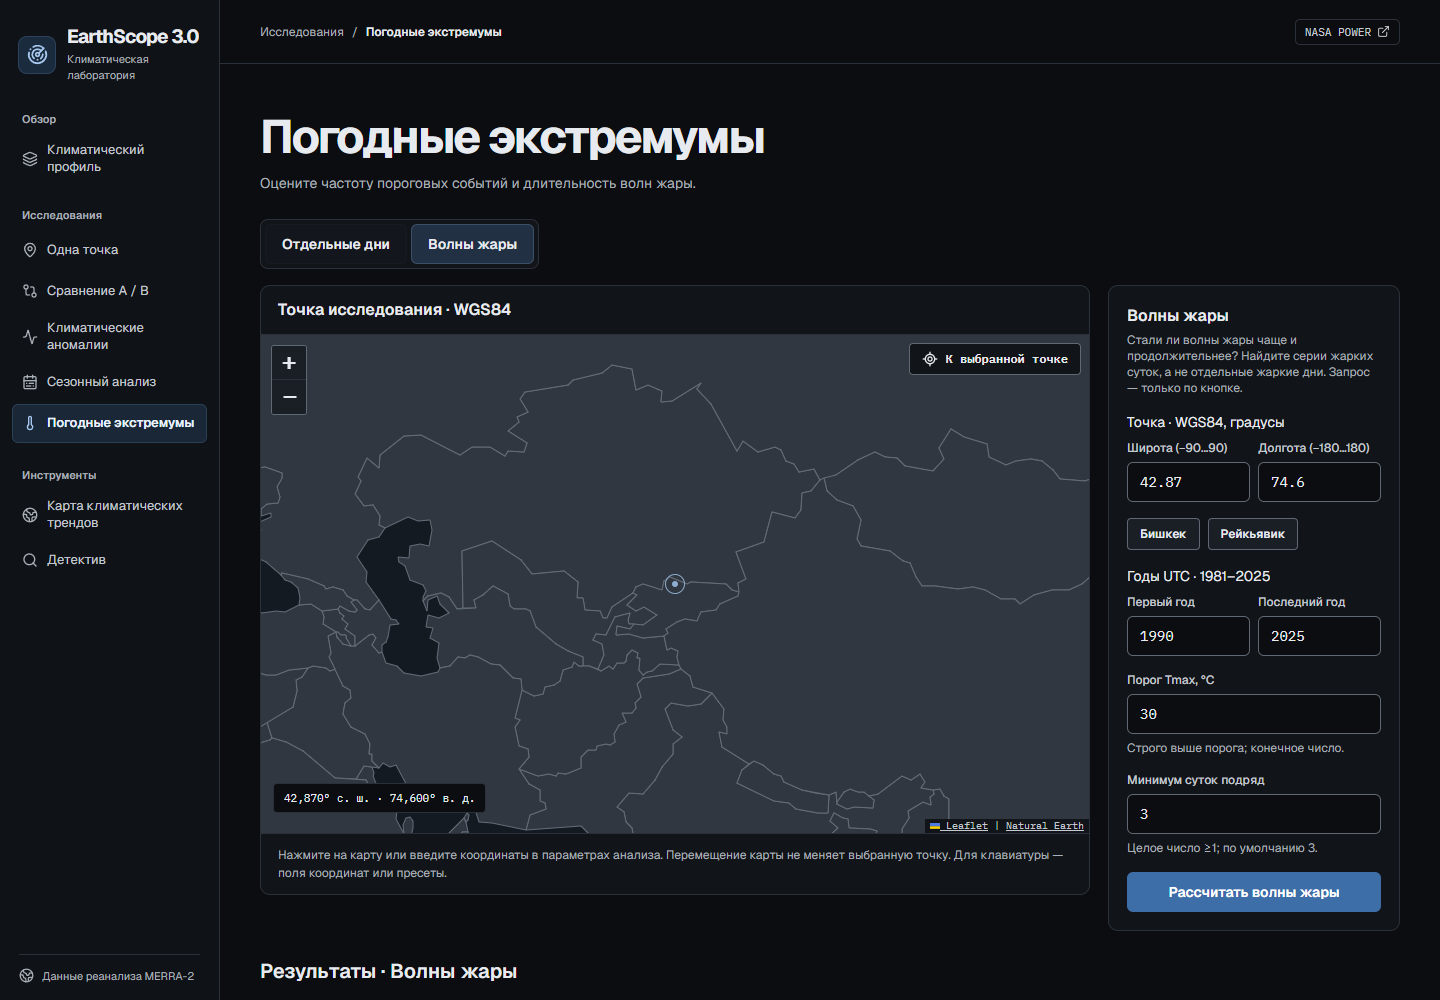 EarthScope 3.0
Климатическая
лаборатория
Обзор
Климатический
профиль
Исследования
Одна точка
Сравнение A / B
Климатические
аномалии
Сезонный анализ
Погодные экстремумы
Инструменты
Карта климатических
трендов
Детектив
Данные реанализа MERRA-2
Исследования / Погодные экстремумы
NASA POWER
Погодные экстремумы
Оцените частоту пороговых событий и длительность волн жары.
Отдельные дни
Волны жары
Точка исследования · WGS84
+
−
К выбранной точке
42,870° с. ш. · 74,600° в. д.
Leaflet | Natural Earth
Нажмите на карту или введите координаты в параметрах анализа. Перемещение карты не меняет выбранную точку. Для клавиатуры —
поля координат или пресеты.
Волны жары
Стали ли волны жары чаще и
продолжительнее? Найдите серии жарких
суток, а не отдельные жаркие дни. Запрос
— только по кнопке.
Точка · WGS84, градусы
Широта (−90…90)
Долгота (−180…180)
42.87
74.6
Бишкек
Рейкьявик
Годы UTC · 1981–2025
Первый год
Последний год
1990
2025
Порог Tmax, °C
30
Строго выше порога; конечное число.
Минимум суток подряд
3
Целое число ≥1; по умолчанию 3.
Рассчитать волны жары
Результаты · Волны жары